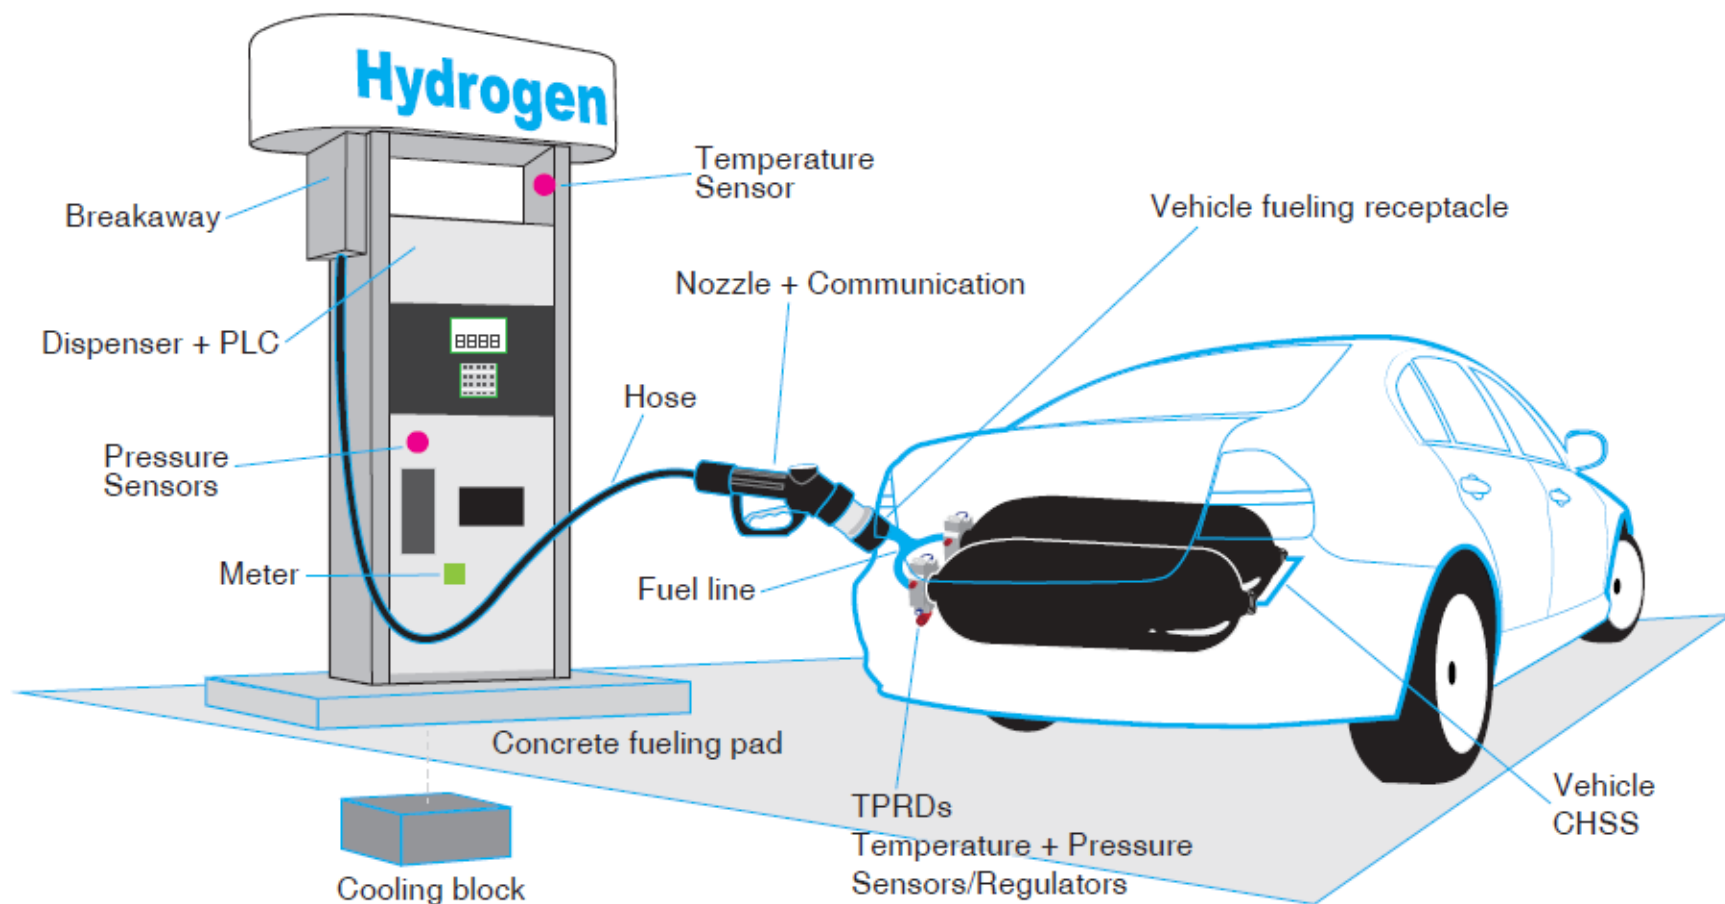 Hydrogen
Temperature
Sensor
Breakaway
Vehicle fueling receptacle
Nozzle + Communication
Dispenser + PLC
8888
Hose
Pressure
Sensors
Meter
Fuel line
Concrete fueling pad
Vehicle
CHSS
TPRDs
Temperature + Pressure
Sensors/Regulators
Cooling block